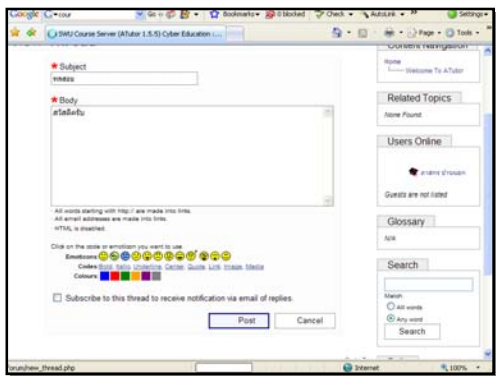 Google
Go
Bookmarks
0 blocked
Check
AutoLink
Settings
SWU Course Server (ATutor 1.5.5) Cyber Education :...
Page
Tools
Content Navigation
Home
Welcome To ATutor
Related Topics
None Found
Users Online
Guests are not listed
Glossary
N/A
Search
Match
All words
Any word
Search
* Subject
ทดสอบ
* Body
สวัสดีครับ
· All words starting with http:// are made into links.
· All email addresses are made into links.
· HTML is disabled.
Click on the code or emoticon you want to use
Emoticons:
Codes: Bold, Italic, Underline, Center, Quote, Link, Image, Media
Colours:
Subscribe to this thread to receive notification via email of replies.
Post
Cancel
forum/new_thread.php
Internet
100%